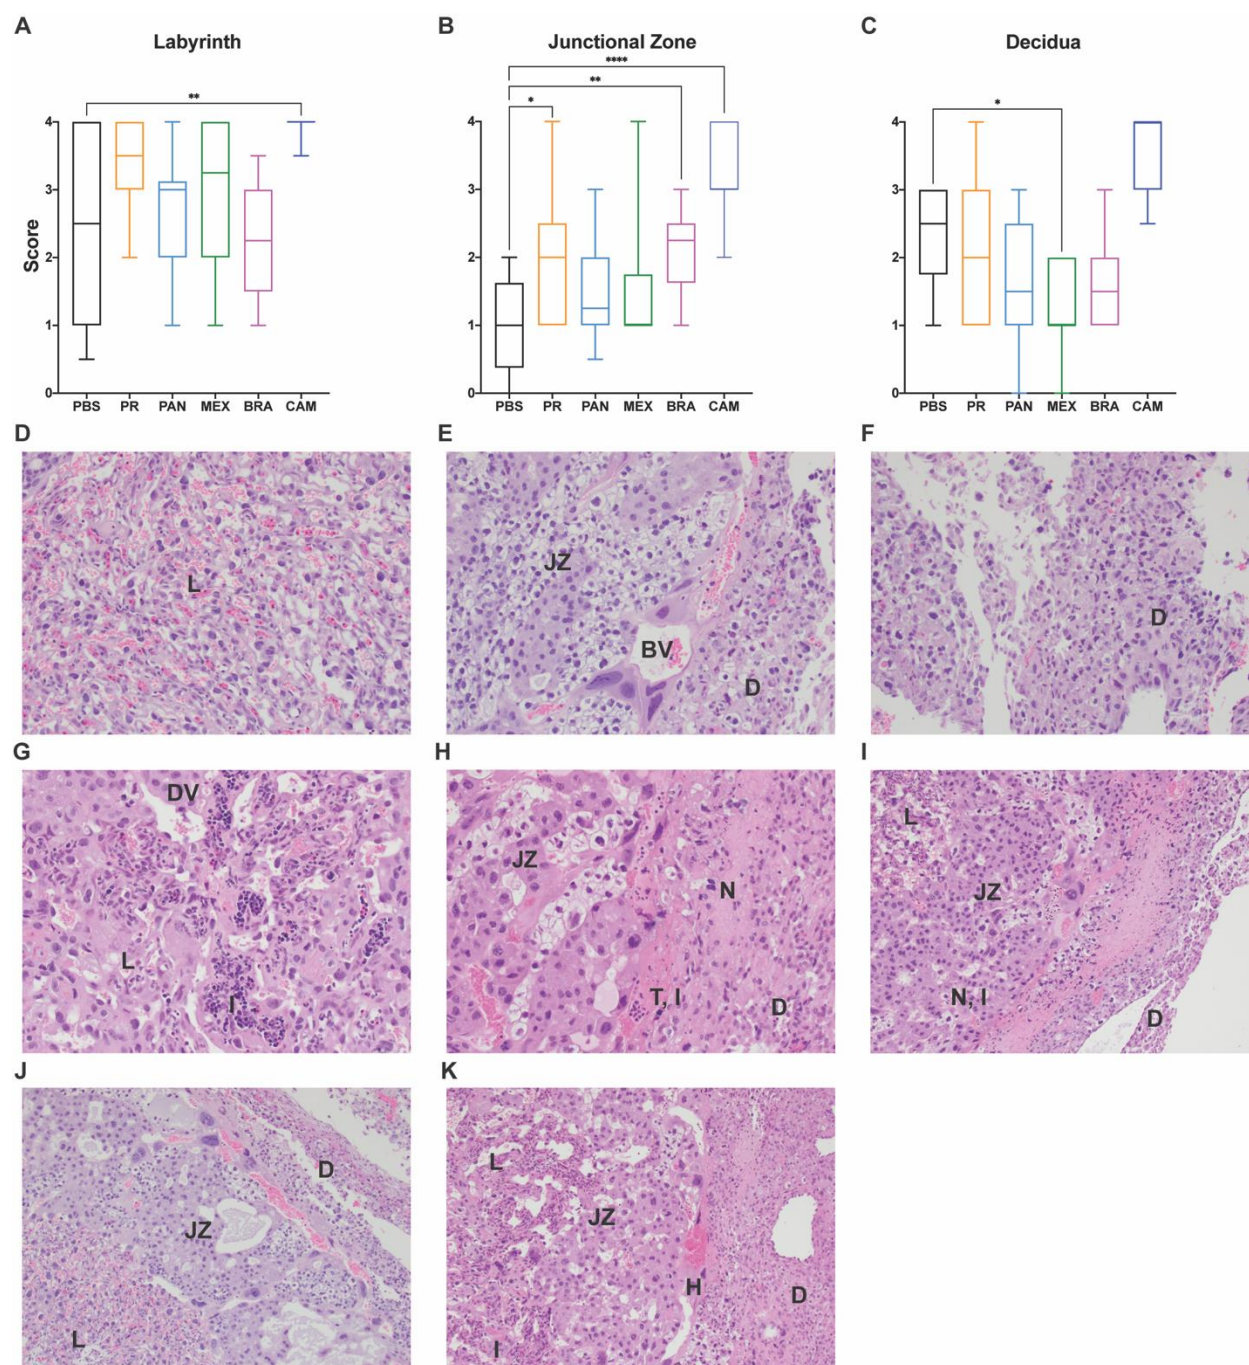 A
Labyrinth
**
Score
4
3
2
1
0
PBS PR PAN MEX BRA CAM
B
Junctional Zone
****
**
*
4
3
2
1
0
PBS PR PAN MEX BRA CAM
C
Decidua
*
4
3
2
1
0
PBS PR PAN MEX BRA CAM
D
L
E
JZ
BV
D
F
D
G
DV
L
I
H
JZ
N
T, I
D
I
L
JZ
N, I
D
J
D
JZ
L
K
L
JZ
H
D
I